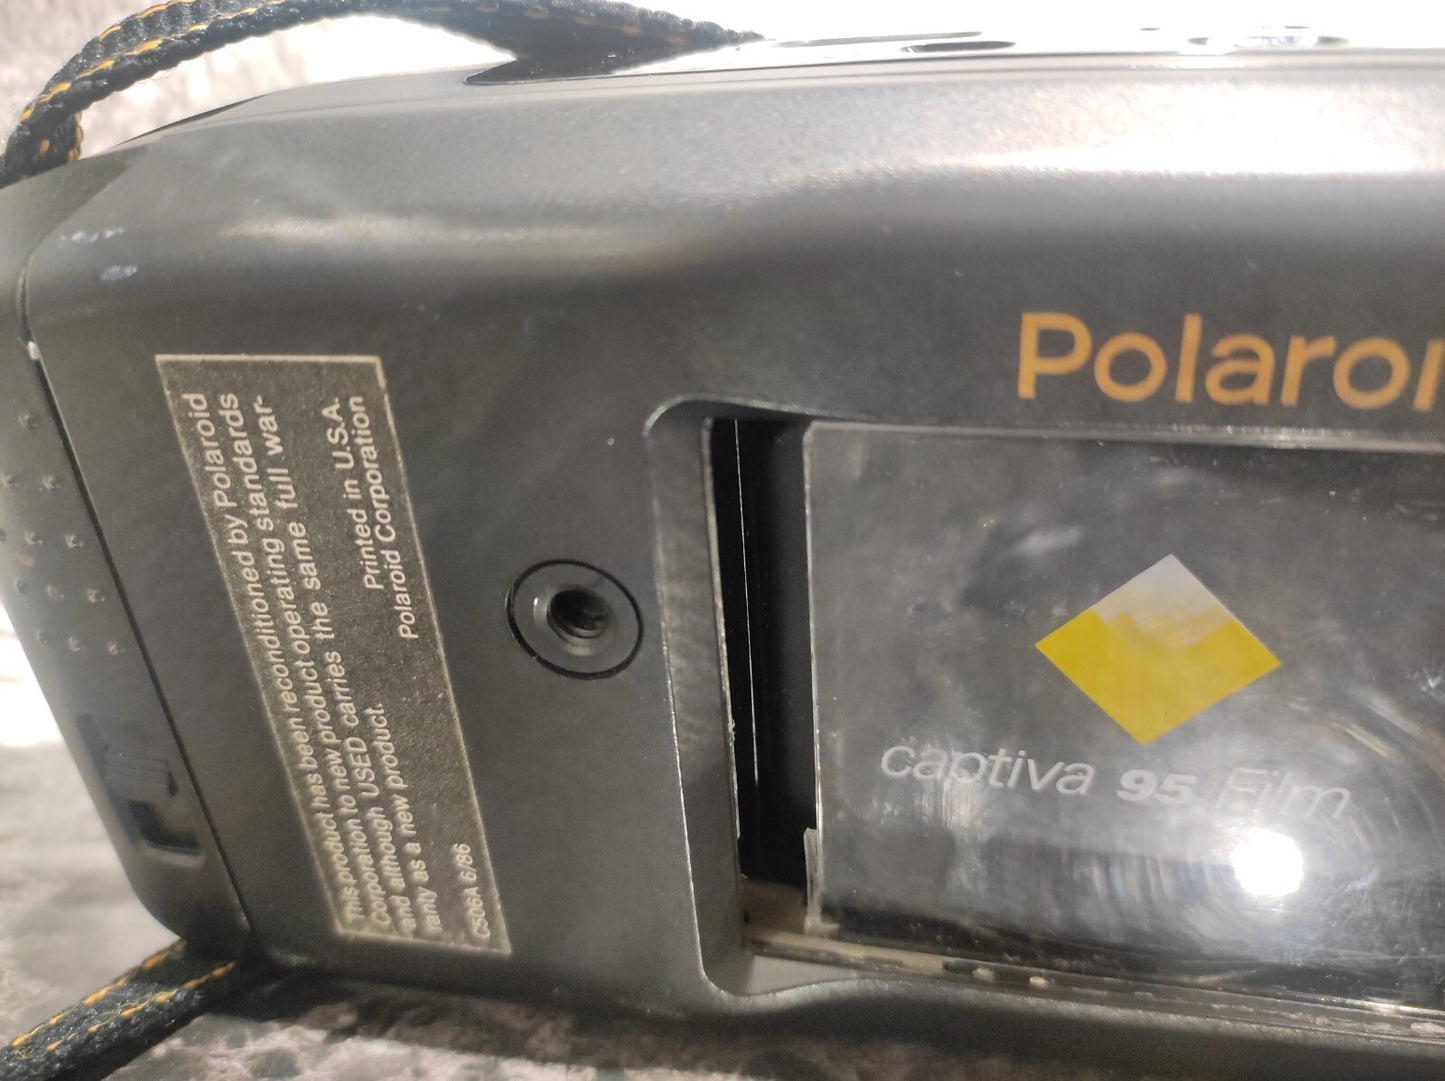 This product has been reconditioned by Polaroid
Corporation to new product operating standards
and although USED carries the same full war-
ranty as a new product.
Printed in U.S.A.
Polaroid Corporation
C506A 6/86
Polaroi
captiva 95 Film